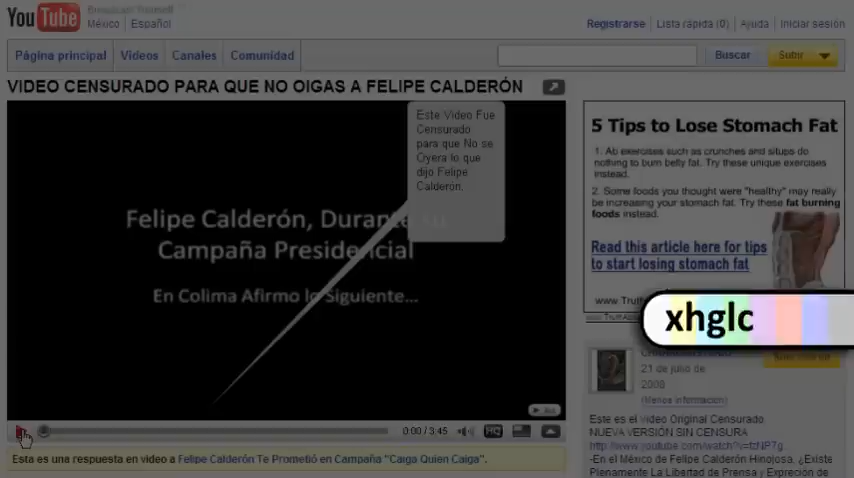 YouTube
Broadcast Yourself
México | Español
Registrarse | Lista rápida (0) | Ayuda | Iniciar sesión
Página principal | Videos | Canales | Comunidad
Buscar
Subir
VIDEO CENSURADO PARA QUE NO OIGAS A FELIPE CALDERÓN
Este Video Fue
Censurado
para que No se
Oyera lo que
dijo Felipe
Calderón.
Felipe Calderón, Durante su
Campaña Presidencial
En Colima Afirmo lo Siguiente...
0:00 / 3:45
HQ
Esta es una respuesta en video a Felipe Calderón Te Prometió en Campaña "Caiga Quien Caiga".
5 Tips to Lose Stomach Fat
1. Ab exercises such as crunches and situps do
nothing to burn belly fat. Try these unique exercises
instead.
2. Some foods you thought were "healthy" may really
be increasing your stomach fat. Try these fat burning
foods instead.
Read this article here for tips
to start losing stomach fat
xhglc
21 de julio de
2008
(Menos información)
Este es el Video Original Censurado
NUEVA VERSIÓN SIN CENSURA
-En el México de Felipe Calderón Hinojosa, ¿Existe
Plenamente La Libertad de Prensa y Expreción de